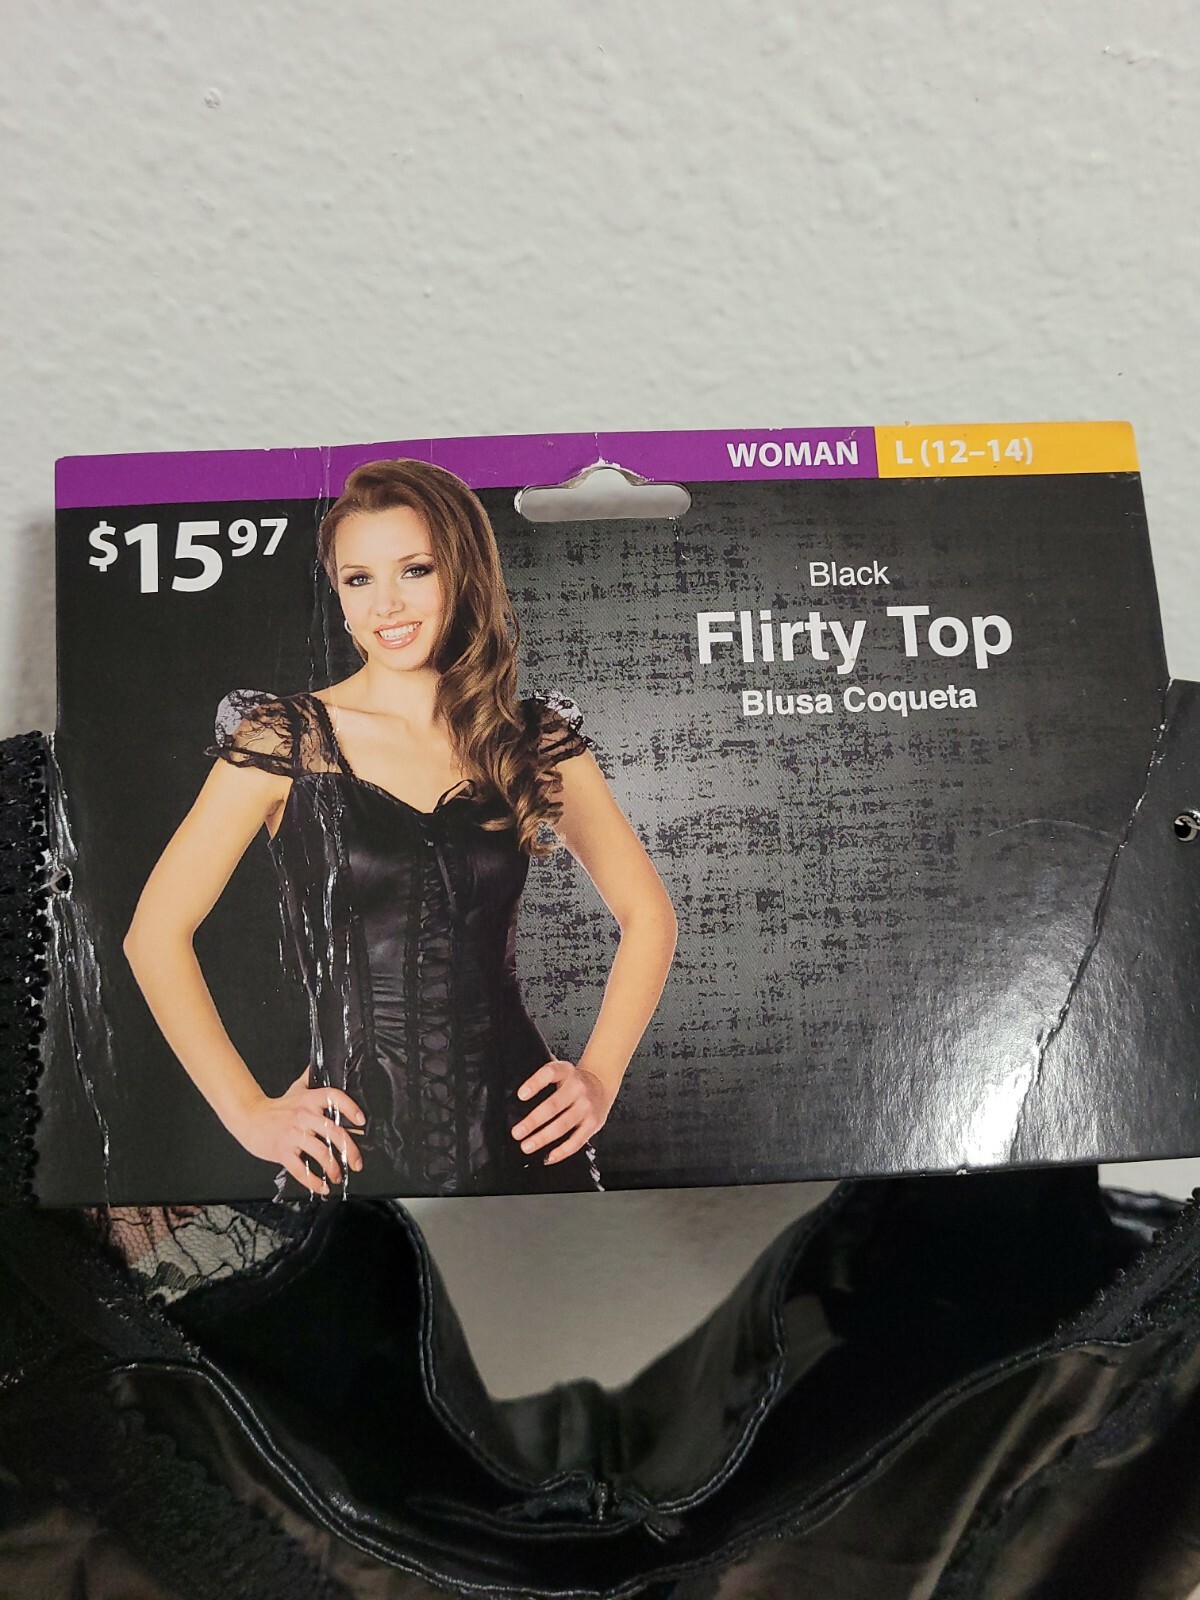 WOMAN L (12–14)
$15 97
Black
Flirty Top
Blusa Coqueta